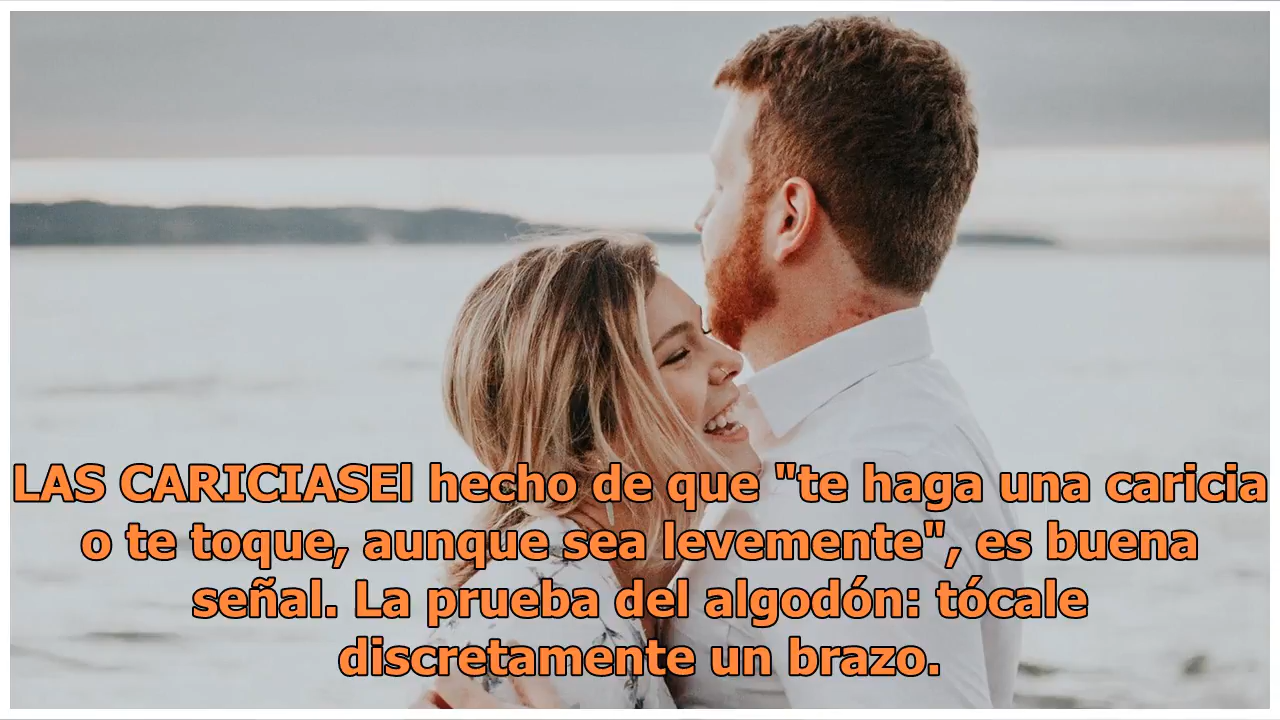 LAS CARICIASEl hecho de que "te haga una caricia
o te toque, aunque sea levemente", es buena
señal. La prueba del algodón: tócale
discretamente un brazo.